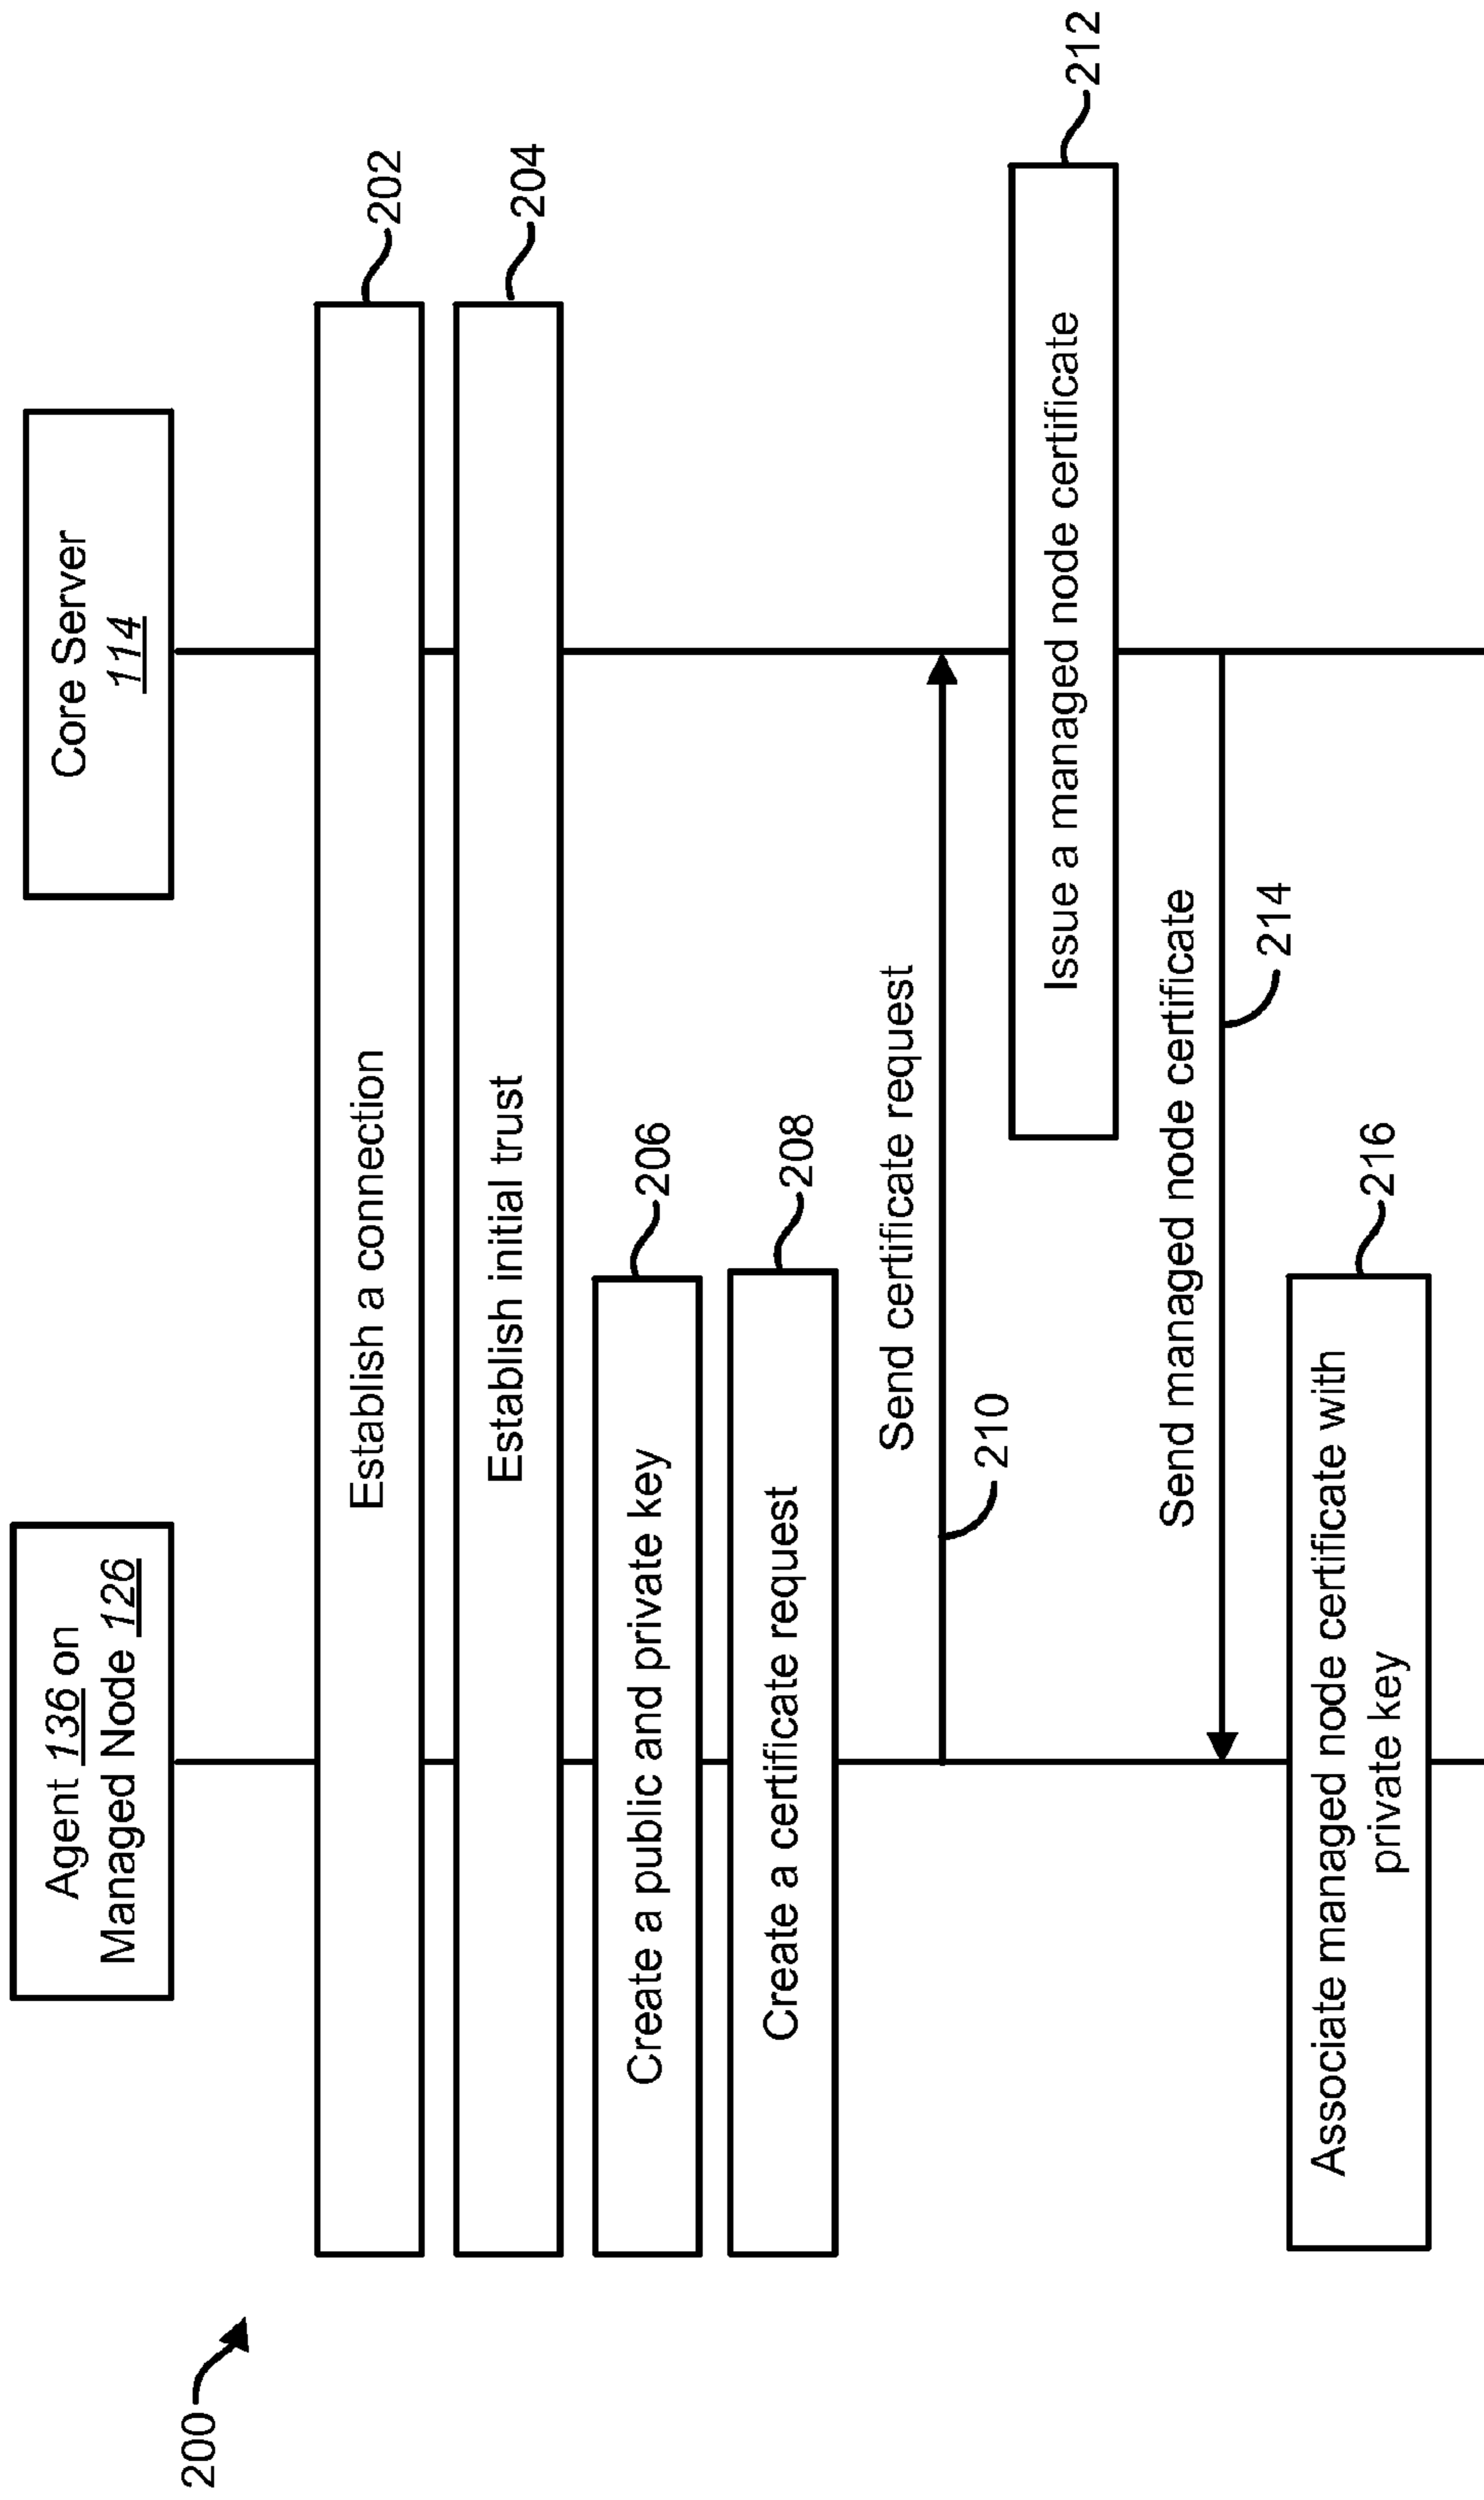 200
Agent 136 on
Managed Node 126
Core Server
114
Establish a connection
202
Establish initial trust
204
Create a public and private key
206
Create a certificate request
208
Send certificate request
210
Issue a managed node certificate
212
Send managed node certificate
214
Associate managed node certificate with
private key
216